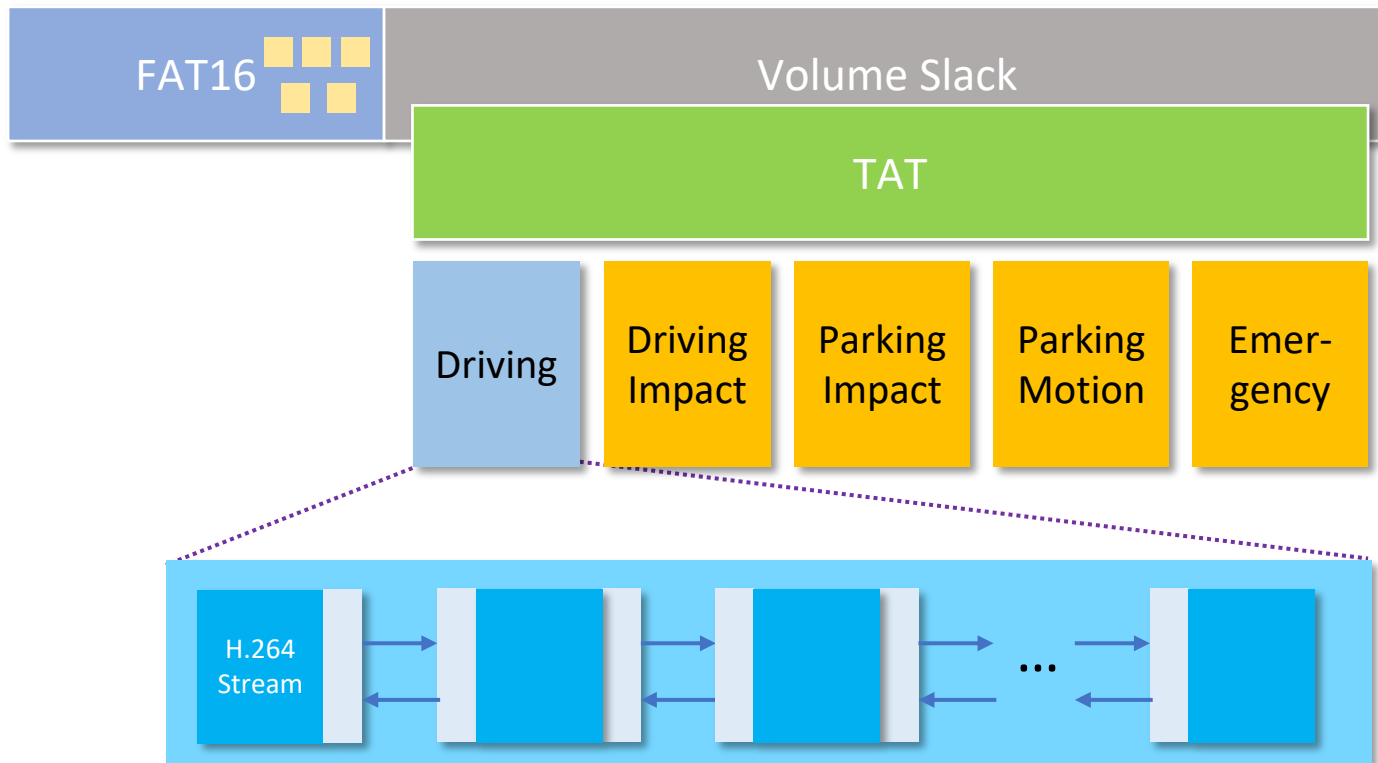 FAT16
Volume Slack
TAT
Driving
Driving
Impact
Parking
Impact
Parking
Motion
Emer-
gency
H.264
Stream
...